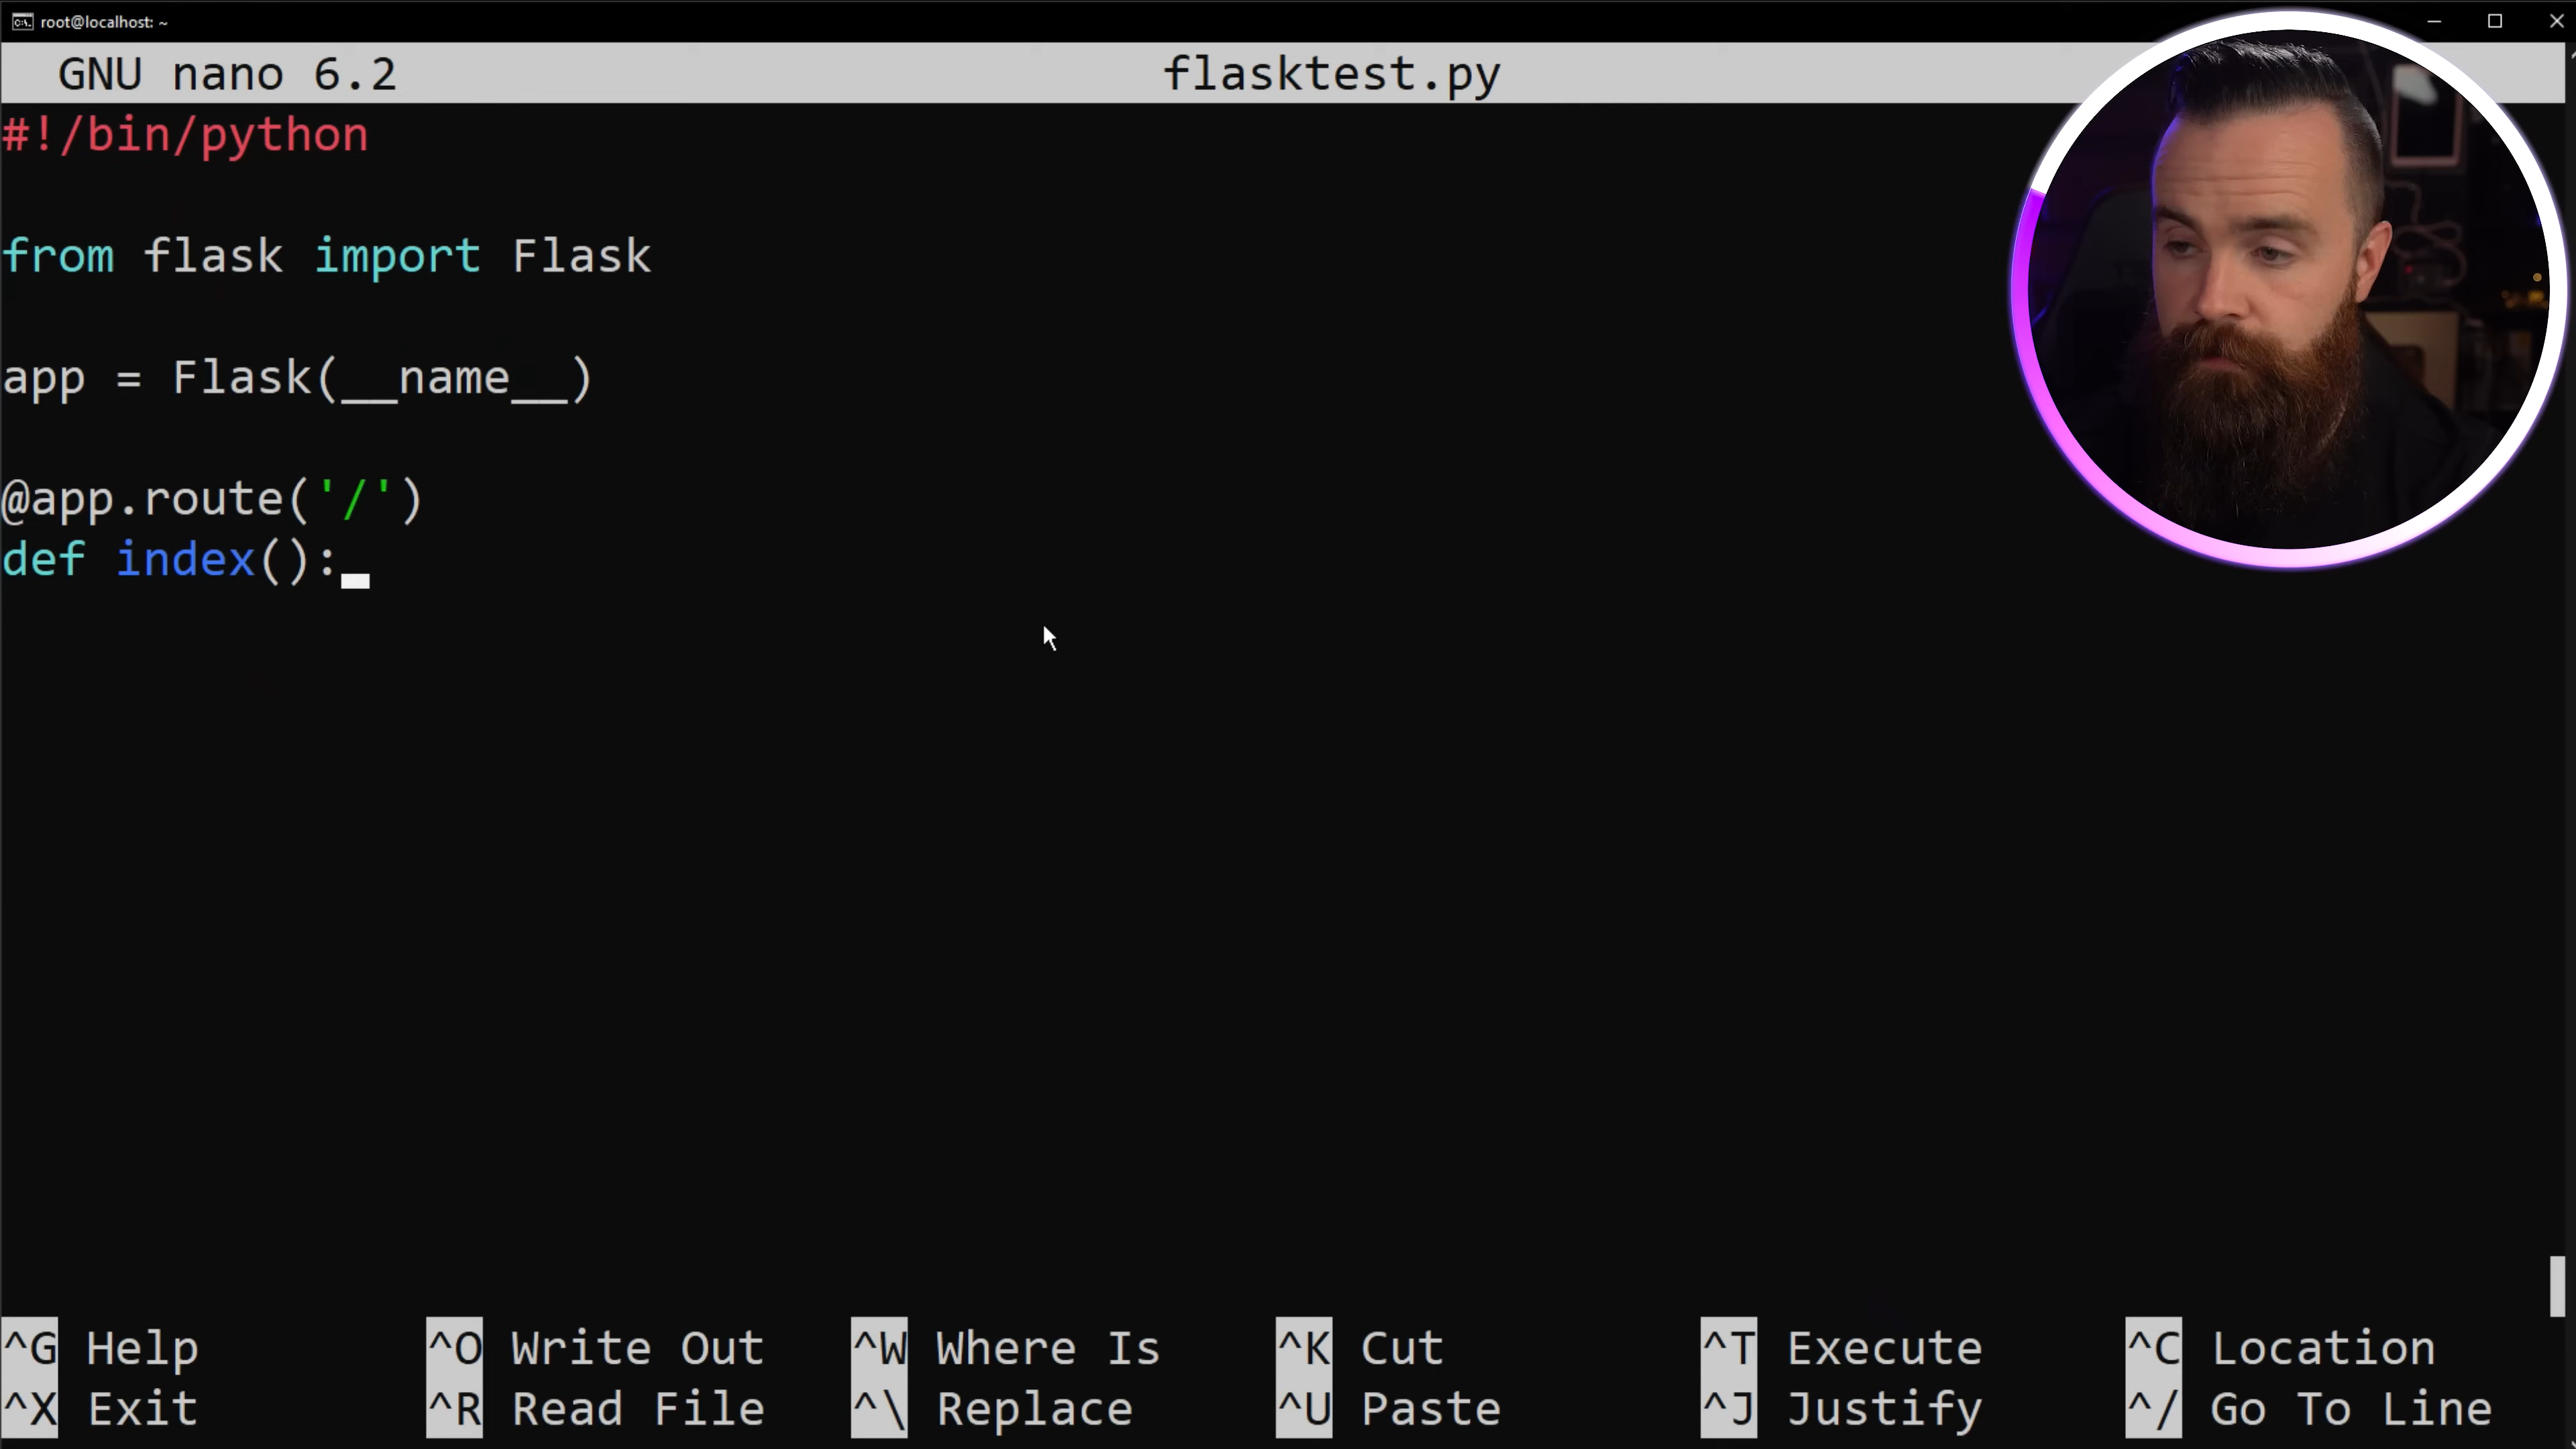 root@localhost: ~
GNU nano 6.2 flasktest.py
#!/bin/python
from flask import Flask
app = Flask(__name__)
@app.route('/')
def index():
^G Help ^O Write Out ^W Where Is ^K Cut ^T Execute ^C Location
^X Exit ^R Read File ^\ Replace ^U Paste ^J Justify ^/ Go To Line